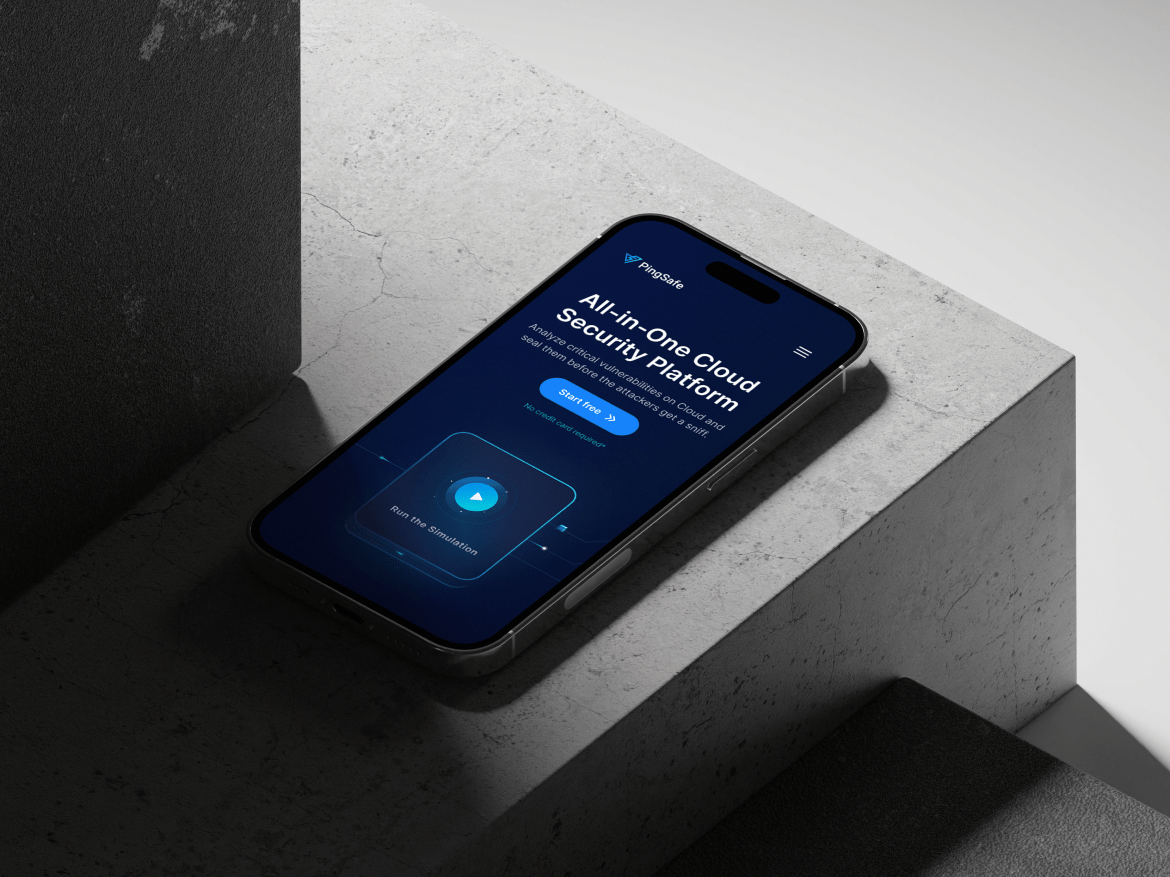 PingSafe
All-in-One Cloud
Security Platform
Analyze critical vulnerabilities on Cloud and
seal them before the attackers get a sniff.
Start free
No credit card required*
Run the Simulation